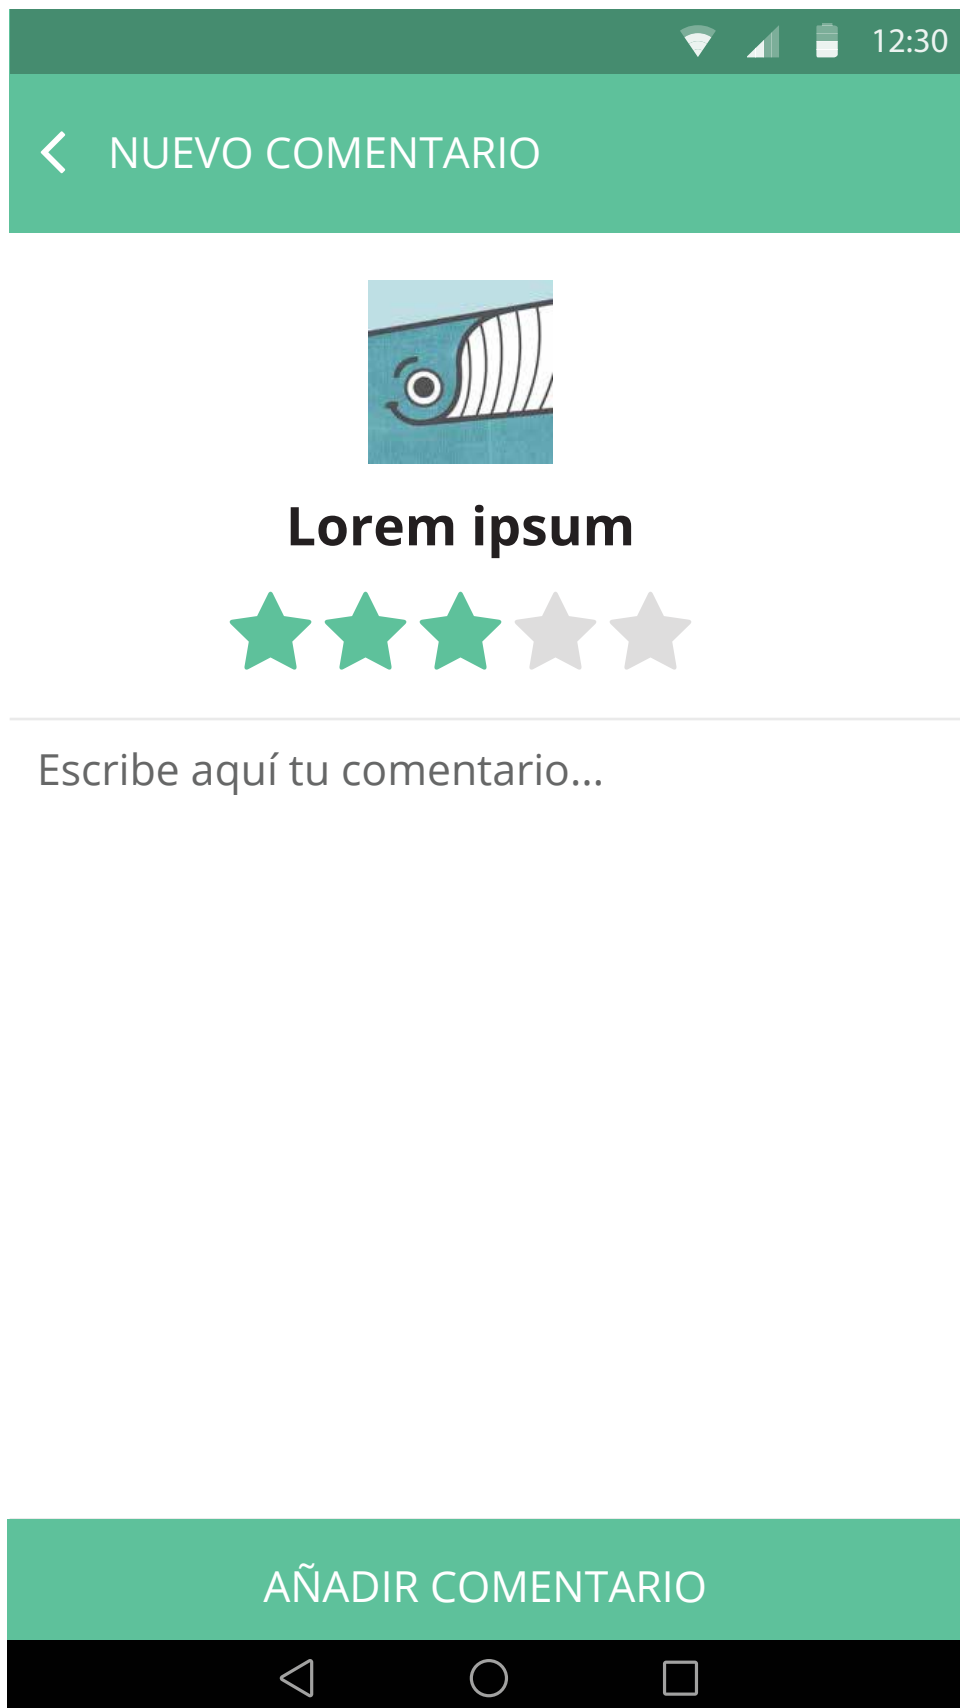 12:30
NUEVO COMENTARIO
Lorem ipsum
Escribe aquí tu comentario...
AÑADIR COMENTARIO